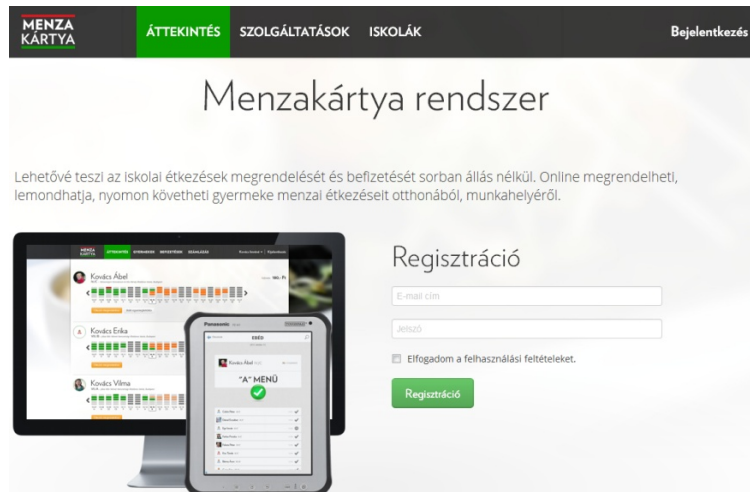 MENZA
KÁRTYA
ÁTTEKINTÉS SZOLGÁLTATÁSOK ISKOLÁK Bejelentkezés
Menzakártya rendszer
Lehetővé teszi az iskolai étkezések megrendelését és befizetését sorban állás nélkül. Online megrendelheti,
lemondhatja, nyomon követheti gyermeke menzai étkezéseit otthonából, munkahelyéről.
Regisztráció
E-mail cím
Jelszó
Elfogadom a felhasználási feltételeket.
Regisztráció
MENZA
KÁRTYA
ÁTTEKINTÉS
Kovács Ábel
Kovács Erika
Kovács Vilma
Panasonic
EBÉD
Kovács Ábel
"A" MENÜ